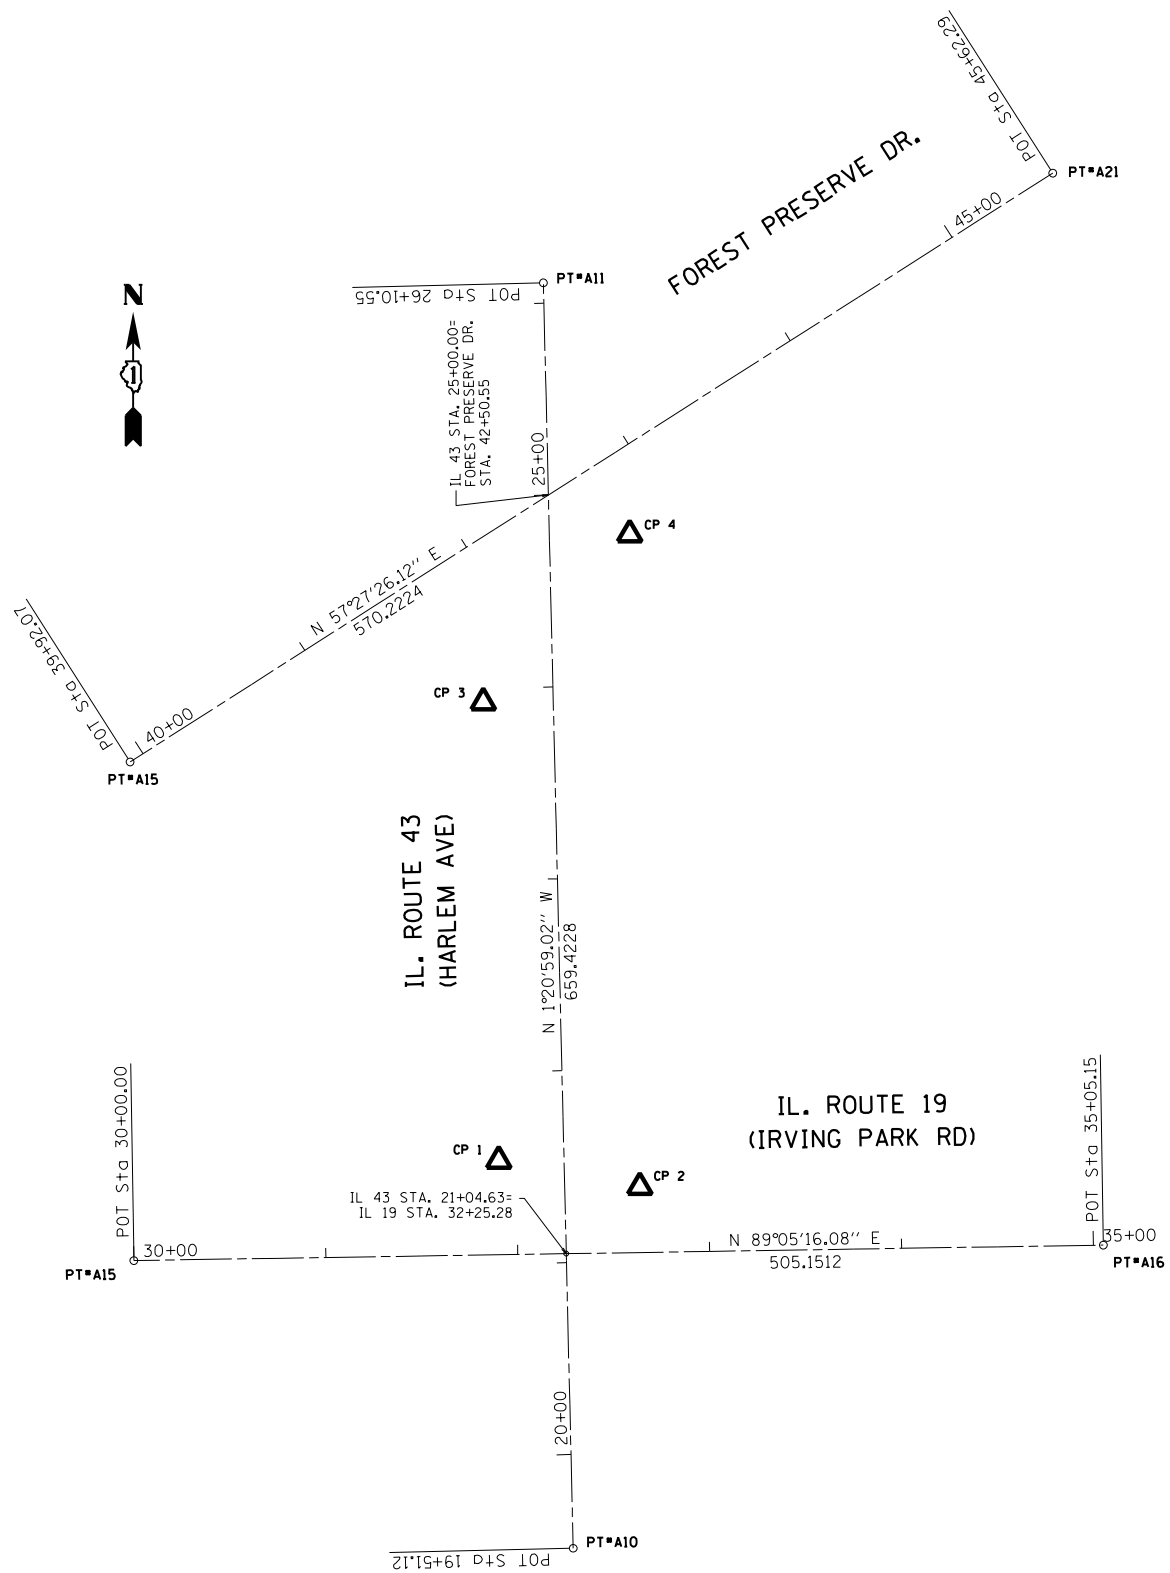 POT Sta 45+62.29
FOREST PRESERVE DR.
PT#A21
45+00
N
1
PT#A11
POT Sta 26+10.55
IL 43 STA. 25+00.00=
FOREST PRESERVE DR.
STA. 42+50.55
25+00
CP 4
N 57°27'26.12'' E
570.2224
POT Sta 39+92.07
CP 3
40+00
PT#A15
IL. ROUTE 43
(HARLEM AVE)
N 1°20'59.02'' W
659.4228
POT Sta 30+00.00
POT Sta 35+05.15
IL. ROUTE 19
(IRVING PARK RD)
CP 1
CP 2
IL 43 STA. 21+04.63=
IL 19 STA. 32+25.28
30+00
N 89°05'16.08'' E
505.1512
35+00
PT#A15
PT#A16
20+00
PT#A10
POT Sta 19+51.12